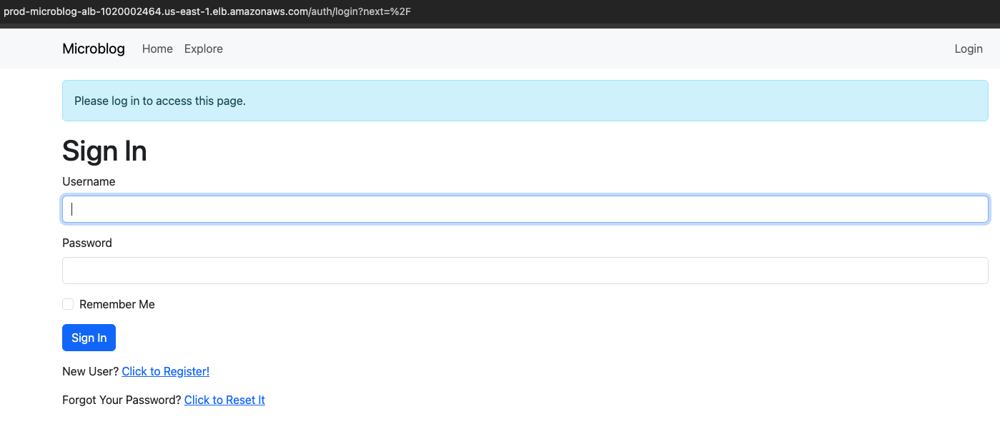 prod-microblog-alb-1020002464.us-east-1.elb.amazonaws.com/auth/login?next=%2F
Microblog Home Explore Login
Please log in to access this page.
Sign In
Username
Password
Remember Me
Sign In
New User? Click to Register!
Forgot Your Password? Click to Reset It